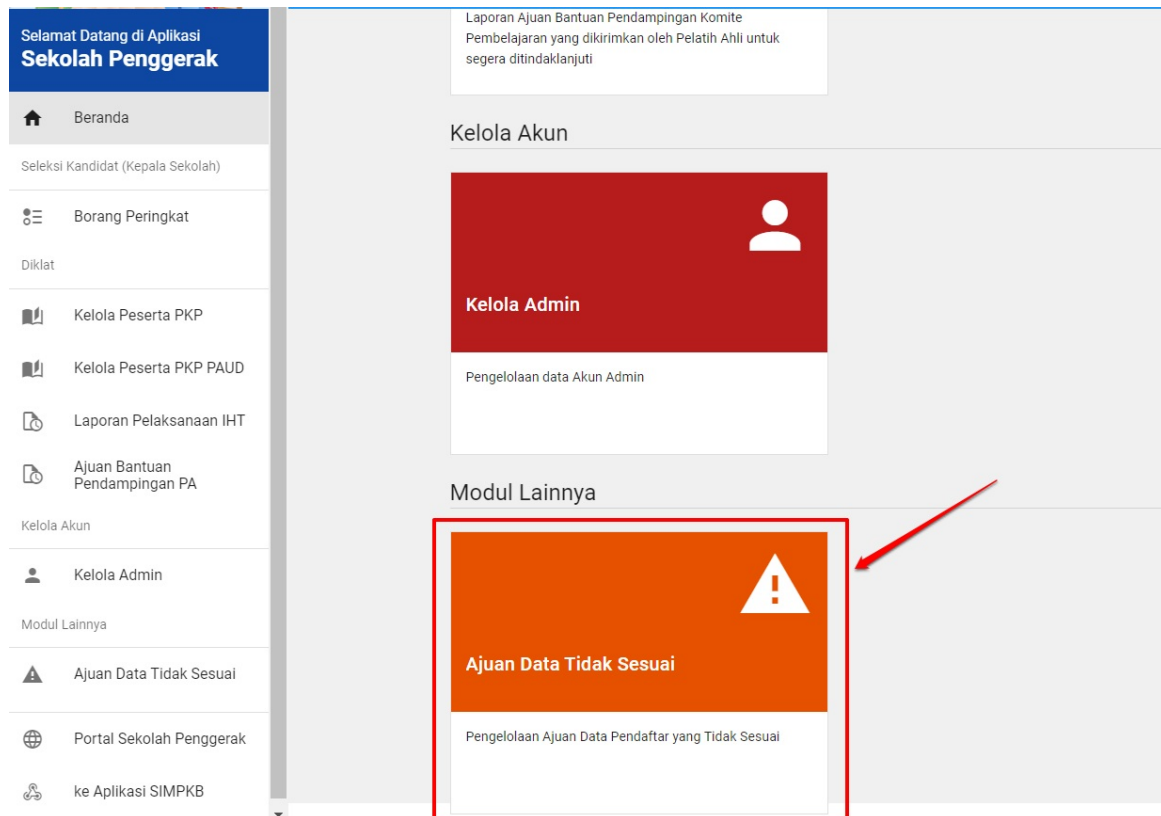 Selamat Datang di Aplikasi
Sekolah Penggerak
Beranda
Seleksi Kandidat (Kepala Sekolah)
Borang Peringkat
Diklat
Kelola Peserta PKP
Kelola Peserta PKP PAUD
Laporan Pelaksanaan IHT
Ajuan Bantuan
Pendampingan PA
Kelola Akun
Kelola Admin
Modul Lainnya
Ajuan Data Tidak Sesuai
Portal Sekolah Penggerak
ke Aplikasi SIMPKB
Laporan Ajuan Bantuan Pendampingan Komite
Pembelajaran yang dikirimkan oleh Pelatih Ahli untuk
segera ditindaklanjuti
Kelola Akun
Kelola Admin
Pengelolaan data Akun Admin
Modul Lainnya
Ajuan Data Tidak Sesuai
Pengelolaan Ajuan Data Pendaftar yang Tidak Sesuai